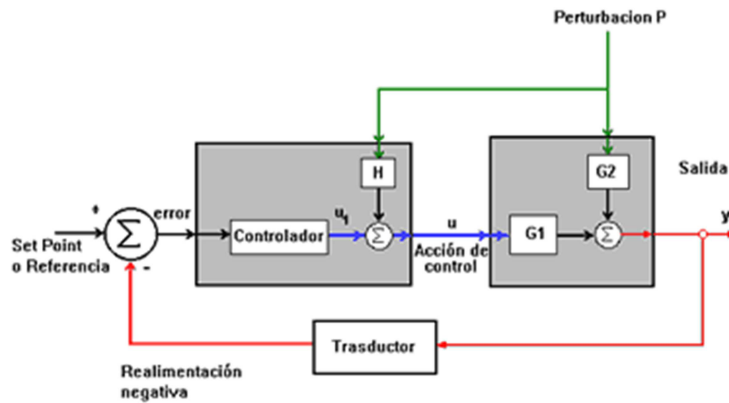 Perturbacion P
H
G2
Salida
+
error
Controlador
u1
Σ
u
G1
Σ
y
Σ
Set Point
o Referencia
-
Acción de
control
Trasductor
Realimentación
negativa